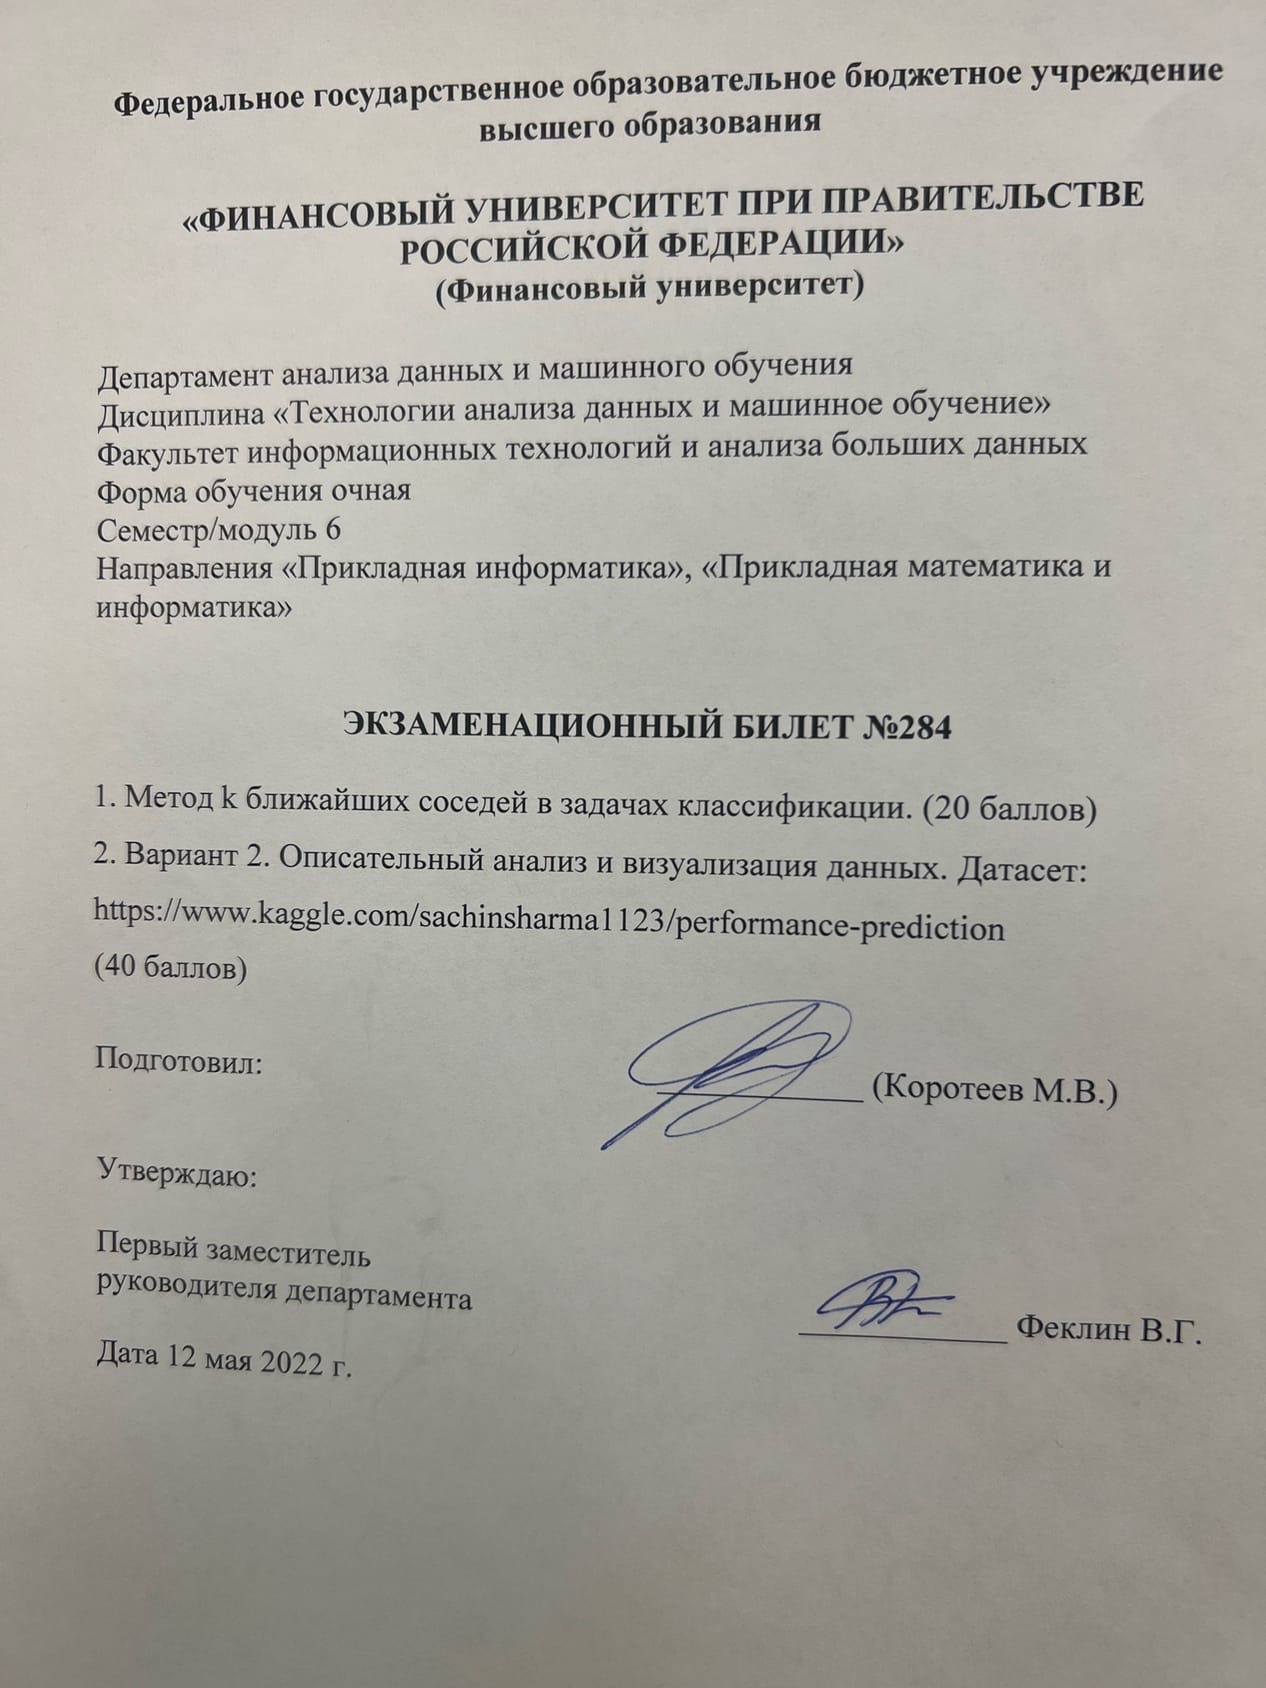 Федеральное государственное образовательное бюджетное учреждение
высшего образования
«ФИНАНСОВЫЙ УНИВЕРСИТЕТ ПРИ ПРАВИТЕЛЬСТВЕ
РОССИЙСКОЙ ФЕДЕРАЦИИ»
(Финансовый университет)
Департамент анализа данных и машинного обучения
Дисциплина «Технологии анализа данных и машинное обучение»
Факультет информационных технологий и анализа больших данных
Форма обучения очная
Семестр/модуль 6
Направления «Прикладная информатика», «Прикладная математика и
информатика»
ЭКЗАМЕНАЦИОННЫЙ БИЛЕТ №284
1. Метод k ближайших соседей в задачах классификации. (20 баллов)
2. Вариант 2. Описательный анализ и визуализация данных. Датасет:
https://www.kaggle.com/sachinsharma1123/performance-prediction
(40 баллов)
Подготовил:
(Коротеев М.В.)
Утверждаю:
Первый заместитель
руководителя департамента
Феклин В.Г.
Дата 12 мая 2022 г.